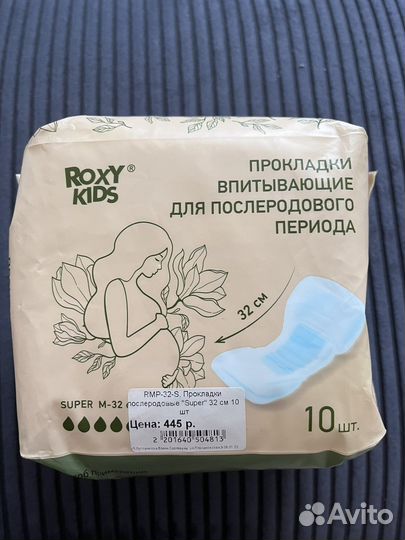 ROXY®
KIDS
ПРОКЛАДКИ
ВПИТЫВАЮЩИЕ
ДЛЯ ПОСЛЕРОДОВОГО
ПЕРИОДА
32 см
SUPER M-32
RMP-32-S, Прокладки
послеродовые "Super" 32 см 10
шт
Цена: 445 р.
2 201640 504813
10 шт.
Avito